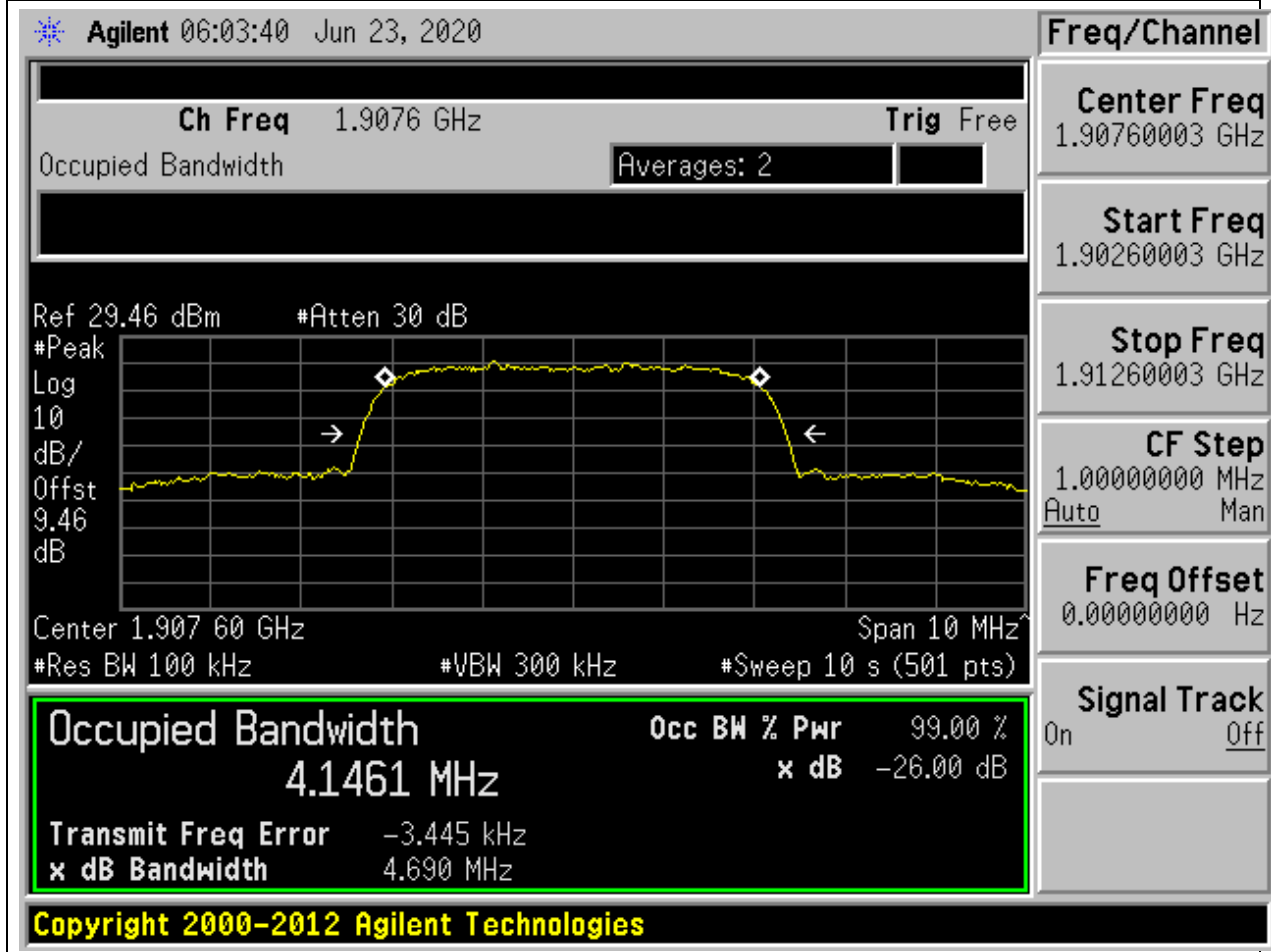 Agilent 06:03:40 Jun 23, 2020
Freq/Channel
Ch Freq 1.9076 GHz
Trig Free
Occupied Bandwidth
Averages: 2
Center Freq
1.90760003 GHz
Start Freq
1.90260003 GHz
Stop Freq
1.91260003 GHz
CF Step
1.00000000 MHz
Auto Man
Freq Offset
0.00000000 Hz
Signal Track
On Off
Ref 29.46 dBm #Atten 30 dB
#Peak
Log
10
dB/
Offst
9.46
dB
Center 1.907 60 GHz Span 10 MHz^
#Res BW 100 kHz #VBW 300 kHz #Sweep 10 s (501 pts)
Occupied Bandwidth
4.1461 MHz
Occ BW % Pwr 99.00 %
x dB -26.00 dB
Transmit Freq Error -3.445 kHz
x dB Bandwidth 4.690 MHz
Copyright 2000-2012 Agilent Technologies